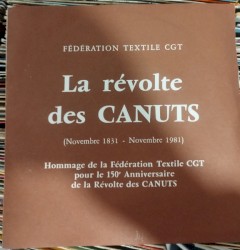 FÉDÉRATION TEXTILE CGT
La révolte
des CANUTS
(Novembre 1831 - Novembre 1981)
Hommage de la Fédération Textile CGT
pour le 150e Anniversaire
de la Révolte des CANUTS